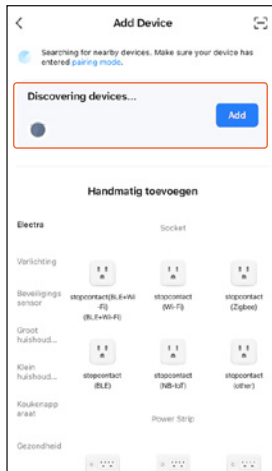 Add Device
Searching for nearby devices. Make sure your device has
entered pairing mode.
Discovering devices...
Add
Handmatig toevoegen
Electra
Socket
Verlichting
Beveiligings
sensor
stopcontact(BLE+Wi
-Fi)
(BLE+Wi-Fi)
stopcontact
(Wi-Fi)
stopcontact
(Zigbee)
Groot
huishoud...
Klein
huishoud...
stopcontact
(BLE)
stopcontact
(NB-IoT)
stopcontact
(other)
Keukenapp
araat
Power Strip
Gezondheid